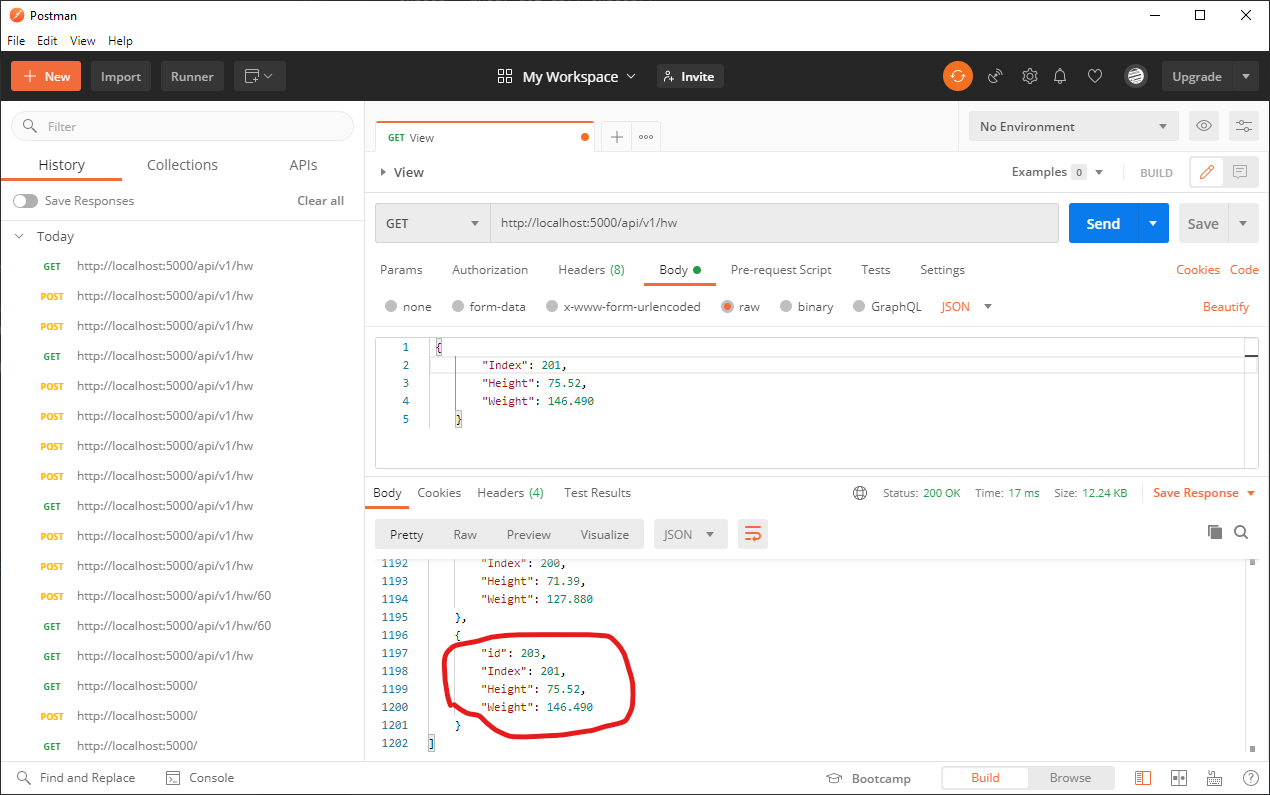 Postman
File Edit View Help
+ New Import Runner My Workspace Invite Upgrade
Filter
History Collections APIs
Save Responses Clear all
Today
GET http://localhost:5000/api/v1/hw
POST http://localhost:5000/api/v1/hw
POST http://localhost:5000/api/v1/hw
GET http://localhost:5000/api/v1/hw
POST http://localhost:5000/api/v1/hw
POST http://localhost:5000/api/v1/hw
POST http://localhost:5000/api/v1/hw
POST http://localhost:5000/api/v1/hw
GET http://localhost:5000/api/v1/hw
POST http://localhost:5000/api/v1/hw
POST http://localhost:5000/api/v1/hw
POST http://localhost:5000/api/v1/hw/60
GET http://localhost:5000/api/v1/hw/60
GET http://localhost:5000/api/v1/hw
GET http://localhost:5000/
POST http://localhost:5000/
GET http://localhost:5000/
GET View + ooo No Environment
View Examples 0 BUILD
GET http://localhost:5000/api/v1/hw Send Save
Params Authorization Headers (8) Body Pre-request Script Tests Settings Cookies Code
none form-data x-www-form-urlencoded raw binary GraphQL JSON Beautify
1 {
2 "Index": 201,
3 "Height": 75.52,
4 "Weight": 146.490
5 }
Body Cookies Headers (4) Test Results Status: 200 OK Time: 17 ms Size: 12.24 KB Save Response
Pretty Raw Preview Visualize JSON
1192 "Index": 200,
1193 "Height": 71.39,
1194 "Weight": 127.880
1195 },
1196 {
1197 "id": 203,
1198 "Index": 201,
1199 "Height": 75.52,
1200 "Weight": 146.490
1201 }
1202 ]
Find and Replace Console Bootcamp Build Browse ?